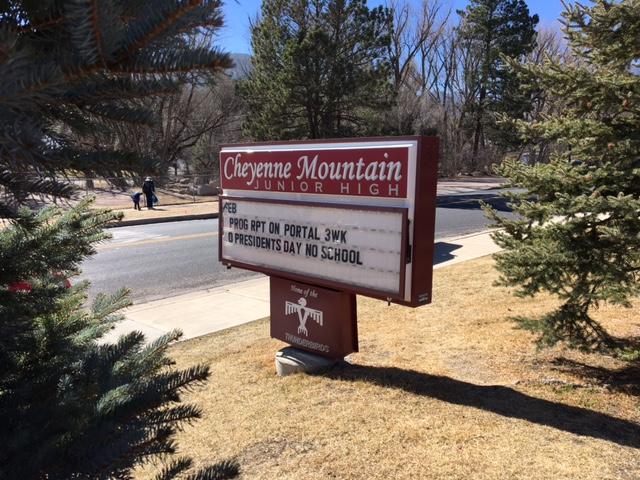 Cheyenne Mountain
JUNIOR HIGH
FEB
PROG RPT ON PORTAL 3WK
0 PRESIDENTS DAY NO SCHOOL
Home of the
THUNDERBIRDS